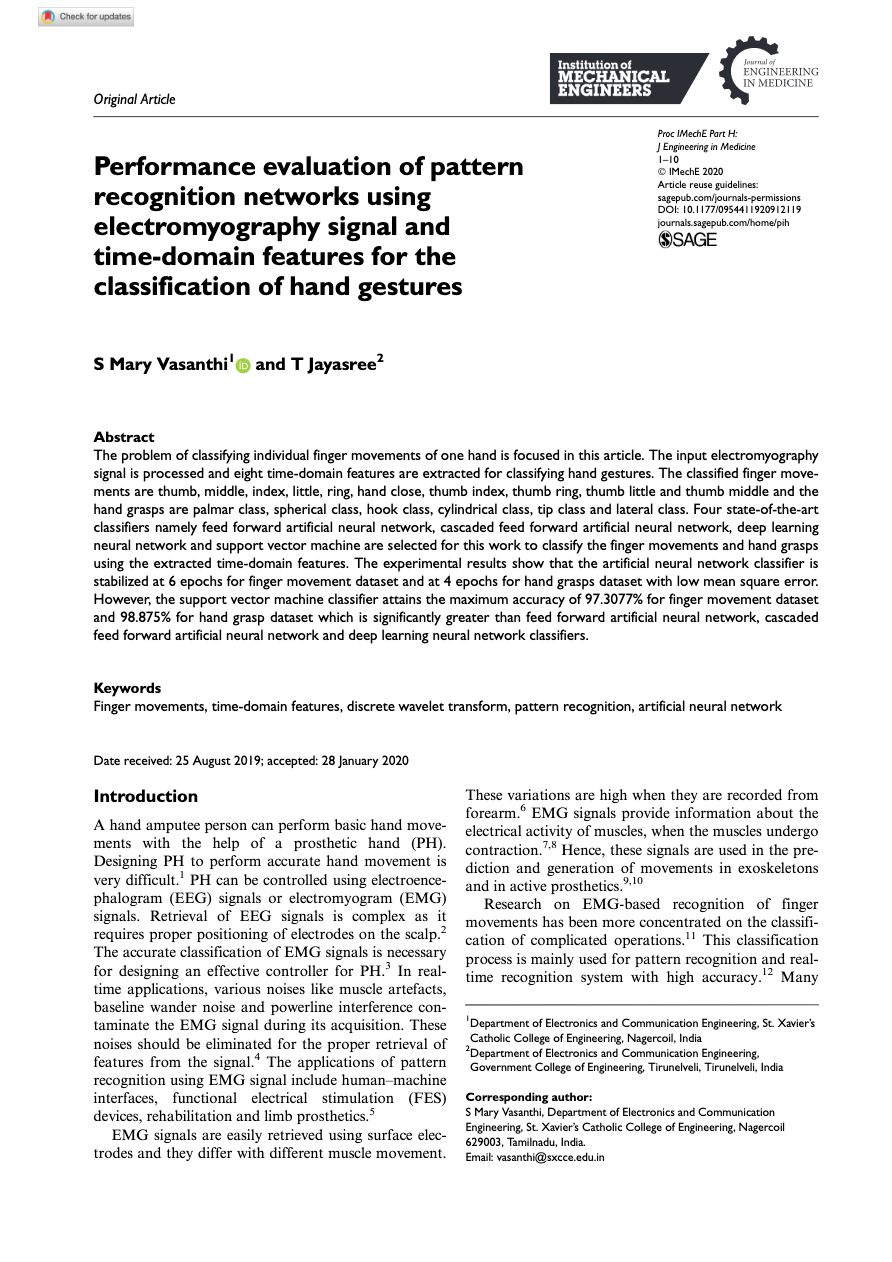 Check for updates
Original Article
Institution of
MECHANICAL
ENGINEERS
Journal of
ENGINEERING
IN MEDICINE
Proc IMechE Part H:
J Engineering in Medicine
1–10
© IMechE 2020
Article reuse guidelines:
sagepub.com/journals-permissions
DOI: 10.1177/0954411920912119
journals.sagepub.com/home/pih
SAGE
Performance evaluation of pattern
recognition networks using
electromyography signal and
time-domain features for the
classification of hand gestures
S Mary Vasanthi1 iD and T Jayasree2
Abstract
The problem of classifying individual finger movements of one hand is focused in this article. The input electromyography
signal is processed and eight time-domain features are extracted for classifying hand gestures. The classified finger move-
ments are thumb, middle, index, little, ring, hand close, thumb index, thumb ring, thumb little and thumb middle and the
hand grasps are palmar class, spherical class, hook class, cylindrical class, tip class and lateral class. Four state-of-the-art
classifiers namely feed forward artificial neural network, cascaded feed forward artificial neural network, deep learning
neural network and support vector machine are selected for this work to classify the finger movements and hand grasps
using the extracted time-domain features. The experimental results show that the artificial neural network classifier is
stabilized at 6 epochs for finger movement dataset and at 4 epochs for hand grasps dataset with low mean square error.
However, the support vector machine classifier attains the maximum accuracy of 97.3077% for finger movement dataset
and 98.875% for hand grasp dataset which is significantly greater than feed forward artificial neural network, cascaded
feed forward artificial neural network and deep learning neural network classifiers.
Keywords
Finger movements, time-domain features, discrete wavelet transform, pattern recognition, artificial neural network
Date received: 25 August 2019; accepted: 28 January 2020
Introduction
A hand amputee person can perform basic hand move-
ments with the help of a prosthetic hand (PH).
Designing PH to perform accurate hand movement is
very difficult.1 PH can be controlled using electroence-
phalogram (EEG) signals or electromyogram (EMG)
signals. Retrieval of EEG signals is complex as it
requires proper positioning of electrodes on the scalp.2
The accurate classification of EMG signals is necessary
for designing an effective controller for PH.3 In real-
time applications, various noises like muscle artefacts,
baseline wander noise and powerline interference con-
taminate the EMG signal during its acquisition. These
noises should be eliminated for the proper retrieval of
features from the signal.4 The applications of pattern
recognition using EMG signal include human–machine
interfaces, functional electrical stimulation (FES)
devices, rehabilitation and limb prosthetics.5
EMG signals are easily retrieved using surface elec-
trodes and they differ with different muscle movement.
These variations are high when they are recorded from
forearm.6 EMG signals provide information about the
electrical activity of muscles, when the muscles undergo
contraction.7,8 Hence, these signals are used in the pre-
diction and generation of movements in exoskeletons
and in active prosthetics.9,10
Research on EMG-based recognition of finger
movements has been more concentrated on the classifi-
cation of complicated operations.11 This classification
process is mainly used for pattern recognition and real-
time recognition system with high accuracy.12 Many
1Department of Electronics and Communication Engineering, St. Xavier's
Catholic College of Engineering, Nagercoil, India
2Department of Electronics and Communication Engineering,
Government College of Engineering, Tirunelveli, Tirunelveli, India
Corresponding author:
S Mary Vasanthi, Department of Electronics and Communication
Engineering, St. Xavier's Catholic College of Engineering, Nagercoil
629003, Tamilnadu, India.
Email: vasanthi@sxcce.edu.in